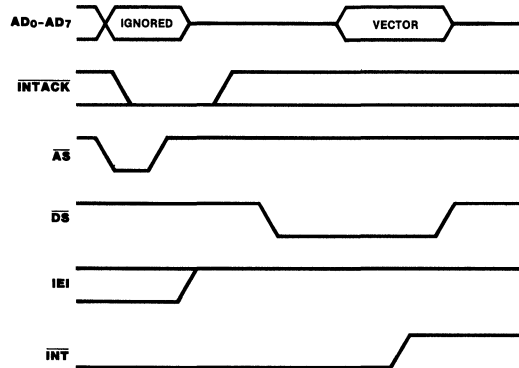 AD0-AD7 IGNORED VECTOR
INTACK
AS
DS
IEI
INT